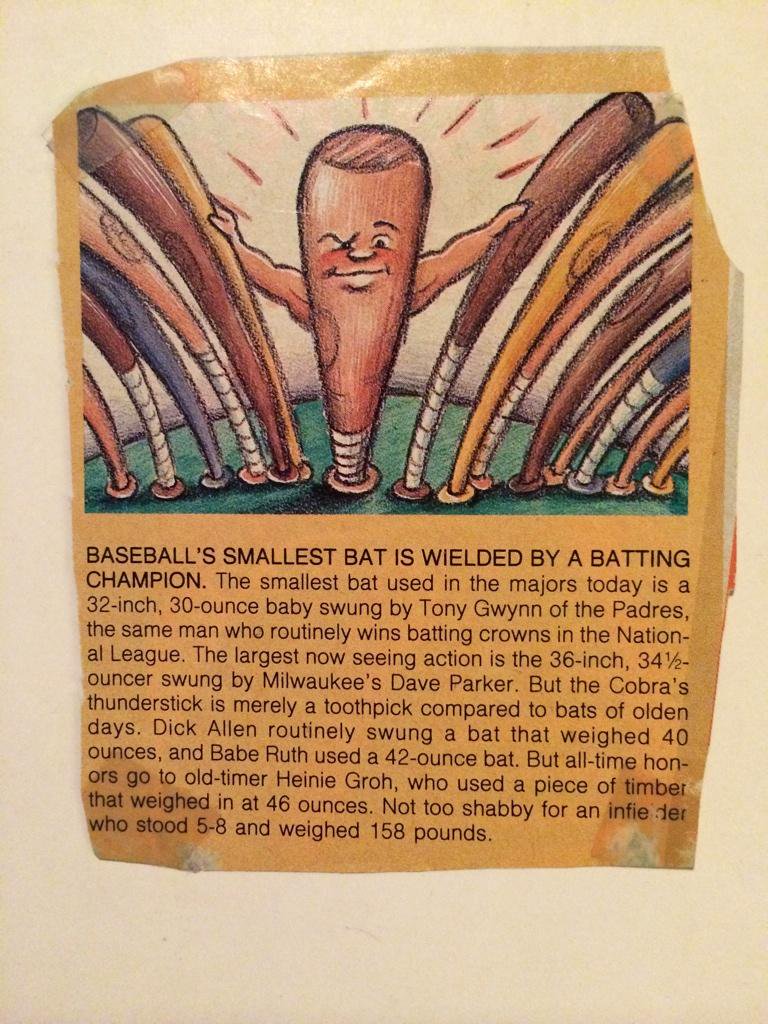 BASEBALL'S SMALLEST BAT IS WIELDED BY A BATTING
CHAMPION. The smallest bat used in the majors today is a
32-inch, 30-ounce baby swung by Tony Gwynn of the Padres,
the same man who routinely wins batting crowns in the Nation-
al League. The largest now seeing action is the 36-inch, 34½-
ouncer swung by Milwaukee's Dave Parker. But the Cobra's
thunderstick is merely a toothpick compared to bats of olden
days. Dick Allen routinely swung a bat that weighed 40
ounces, and Babe Ruth used a 42-ounce bat. But all-time hon-
ors go to old-timer Heinie Groh, who used a piece of timber
that weighed in at 46 ounces. Not too shabby for an infielder
who stood 5-8 and weighed 158 pounds.